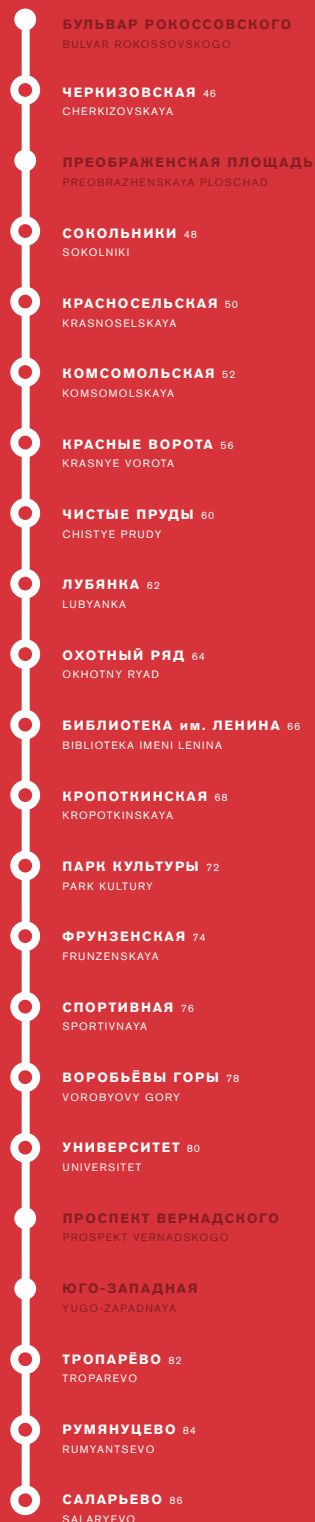 БУЛЬВАР РОКОССОВСКОГО
BULVAR ROKOSSOVSKOGO
ЧЕРКИЗОВСКАЯ 46
CHERKIZOVSKAYA
ПРЕОБРАЖЕНСКАЯ ПЛОЩАДЬ
PREOBRAZHENSKAYA PLOSCHAD
СОКОЛЬНИКИ 48
SOKOLNIKI
КРАСНОСЕЛЬСКАЯ 50
KRASNOSELSKAYA
КОМСОМОЛЬСКАЯ 52
KOMSOMOLSKAYA
КРАСНЫЕ ВОРОТА 56
KRASNYE VOROTA
ЧИСТЫЕ ПРУДЫ 60
CHISTYE PRUDY
ЛУБЯНКА 62
LUBYANKA
ОХОТНЫЙ РЯД 64
OKHOTNY RYAD
БИБЛИОТЕКА им. ЛЕНИНА 66
BIBLIOTEKA IMENI LENINA
КРОПОТКИНСКАЯ 68
KROPOTKINSKAYA
ПАРК КУЛЬТУРЫ 72
PARK KULTURY
ФРУНЗЕНСКАЯ 74
FRUNZENSKAYA
СПОРТИВНАЯ 76
SPORTIVNAYA
ВОРОБЬЁВЫ ГОРЫ 78
VOROBYOVY GORY
УНИВЕРСИТЕТ 80
UNIVERSITET
ПРОСПЕКТ ВЕРНАДСКОГО
PROSPEKT VERNADSKOGO
ЮГО-ЗАПАДНАЯ
YUGO-ZAPADNAYA
ТРОПАРЁВО 82
TROPAREVO
РУМЯНУЦЕВО 84
RUMYANTSEVO
САЛАРЬЕВО 86
SALARYEVO